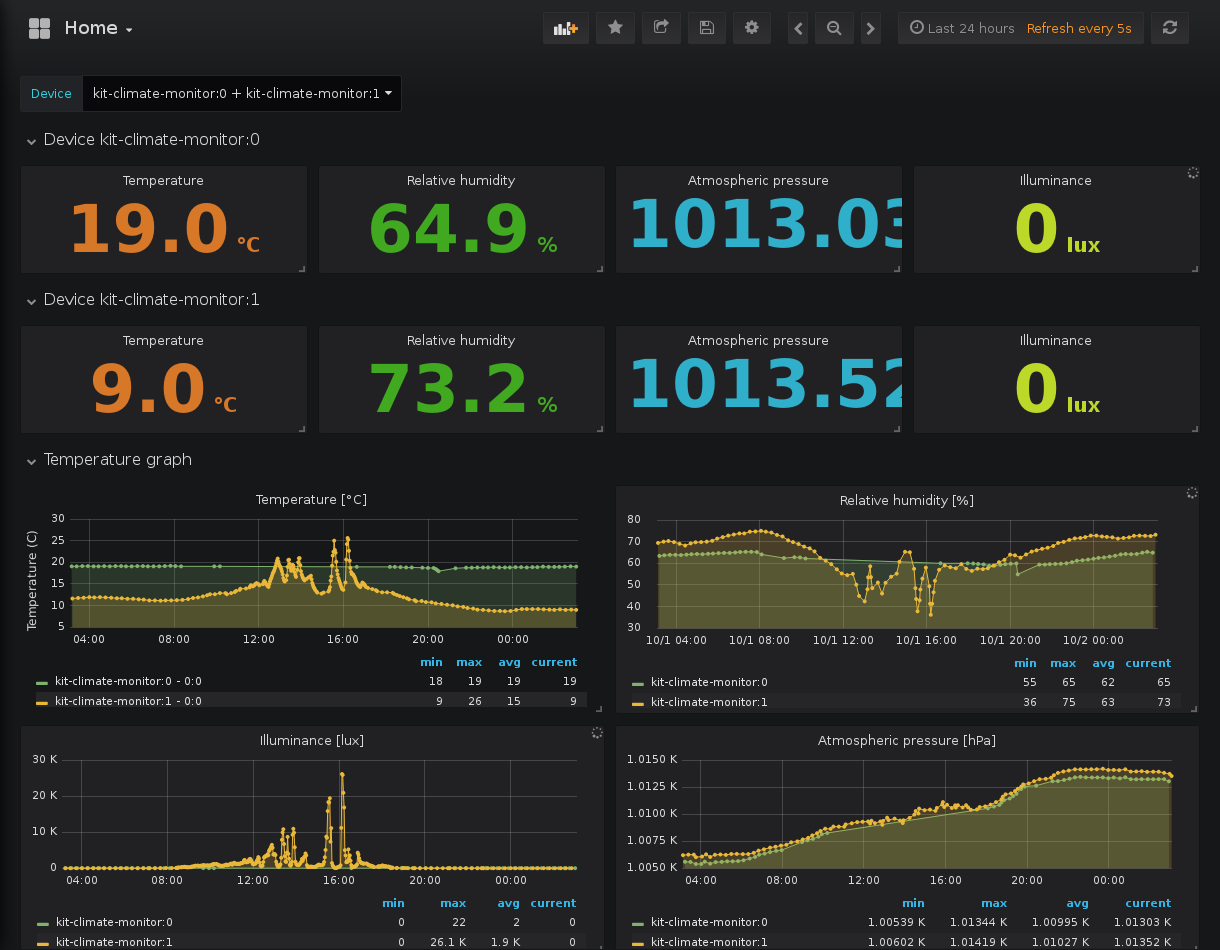 Home
Last 24 hours Refresh every 5s
Device kit-climate-monitor:0 + kit-climate-monitor:1
Device kit-climate-monitor:0
Temperature Relative humidity Atmospheric pressure Illuminance
19.0 °C 64.9 % 1013.03 0 lux
Device kit-climate-monitor:1
Temperature Relative humidity Atmospheric pressure Illuminance
9.0 °C 73.2 % 1013.52 0 lux
Temperature graph
Temperature [°C]
Temperature (C)
30
25
20
15
10
5
04:00 08:00 12:00 16:00 20:00 00:00
min max avg current
kit-climate-monitor:0 - 0:0 18 19 19 19
kit-climate-monitor:1 - 0:0 9 26 15 9
Relative humidity [%]
80
70
60
50
40
30
10/1 04:00 10/1 08:00 10/1 12:00 10/1 16:00 10/1 20:00 10/2 00:00
min max avg current
kit-climate-monitor:0 55 65 62 65
kit-climate-monitor:1 36 75 63 73
Illuminance [lux]
30 K
20 K
10 K
0
04:00 08:00 12:00 16:00 20:00 00:00
min max avg current
kit-climate-monitor:0 0 22 2 0
kit-climate-monitor:1 0 26.1 K 1.9 K 0
Atmospheric pressure [hPa]
1.0150 K
1.0125 K
1.0100 K
1.0075 K
1.0050 K
04:00 08:00 12:00 16:00 20:00 00:00
min max avg current
kit-climate-monitor:0 1.00539 K 1.01344 K 1.00995 K 1.01303 K
kit-climate-monitor:1 1.00602 K 1.01419 K 1.01027 K 1.01352 K